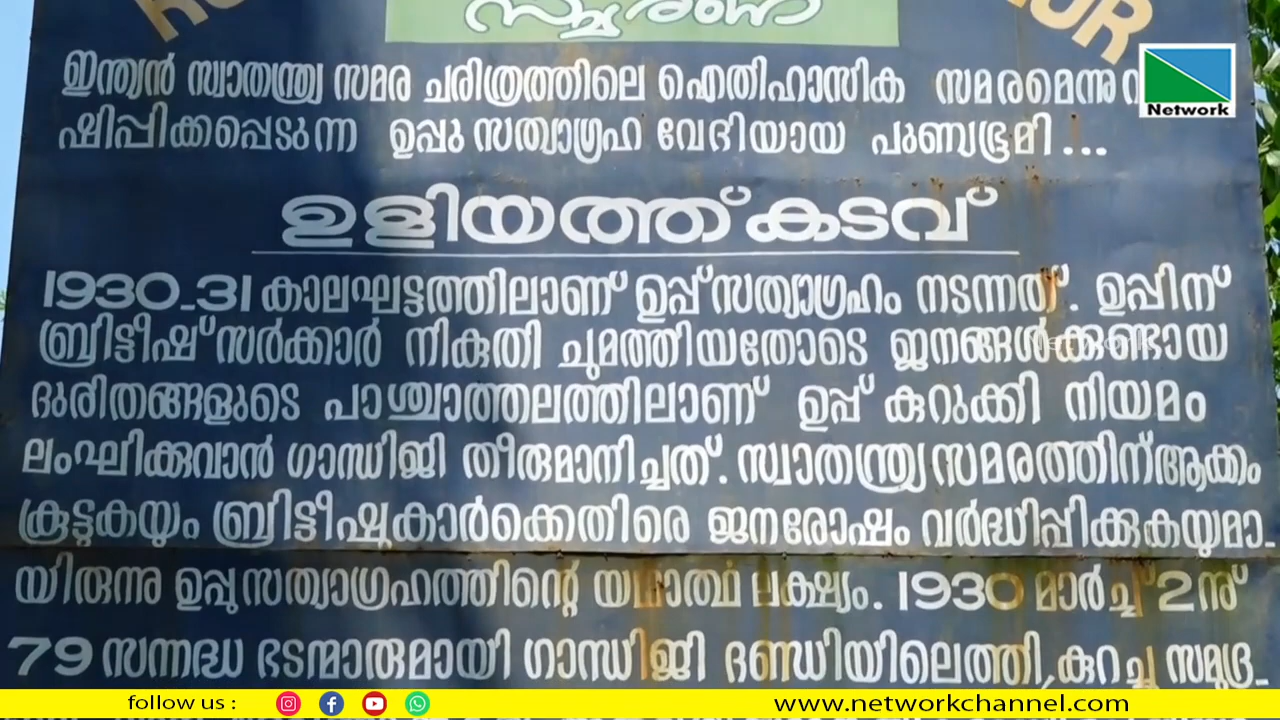 സ്മരണ
ഇന്ത്യൻ സ്വാതന്ത്ര്യ സമര ചരിത്രത്തിലെ ഐതിഹാസിക സമരമെന്നു
ഷിപ്പിക്കപ്പെടുന്ന ഉപ്പു സത്യാഗ്രഹ വേദിയായ പുണ്യഭൂമി...
ഉളിയത്ത് കടവ്
1930-31 കാലഘട്ടത്തിലാണ് ഉപ്പ് സത്യാഗ്രഹം നടന്നത്. ഉപ്പിന്
ബ്രിട്ടീഷ് സർക്കാർ നികുതി ചുമത്തിയതോടെ ജനങ്ങൾക്കുണ്ടായ
ദുരിതങ്ങളുടെ പാശ്ചാത്തലത്തിലാണ് ഉപ്പ് കുറുക്കി നിയമം
ലംഘിക്കുവാൻ ഗാന്ധിജി തീരുമാനിച്ചത്. സ്വാതന്ത്ര്യസമരത്തിന് ആക്കം
കൂട്ടുകയും ബ്രിട്ടീഷുകാർക്കെതിരെ ജനരോഷം വർദ്ധിപ്പിക്കുകയുമാ-
യിരുന്നു ഉപ്പുസത്യാഗ്രഹത്തിന്റെ യഥാർത്ഥ ലക്ഷ്യം. 1930 മാർച്ച് 2നു്
79 സന്നദ്ധ ഭടന്മാരുമായി ഗാന്ധിജി ദണ്ഡിയിലെത്തി, കുറച്ചു സമുദ്ര-
Network
Network
follow us :
www.networkchannel.com